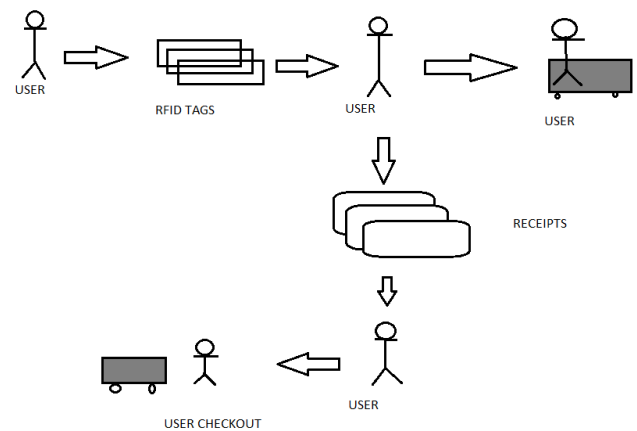 USER
RFID TAGS
USER
USER
RECEIPTS
USER
USER CHECKOUT